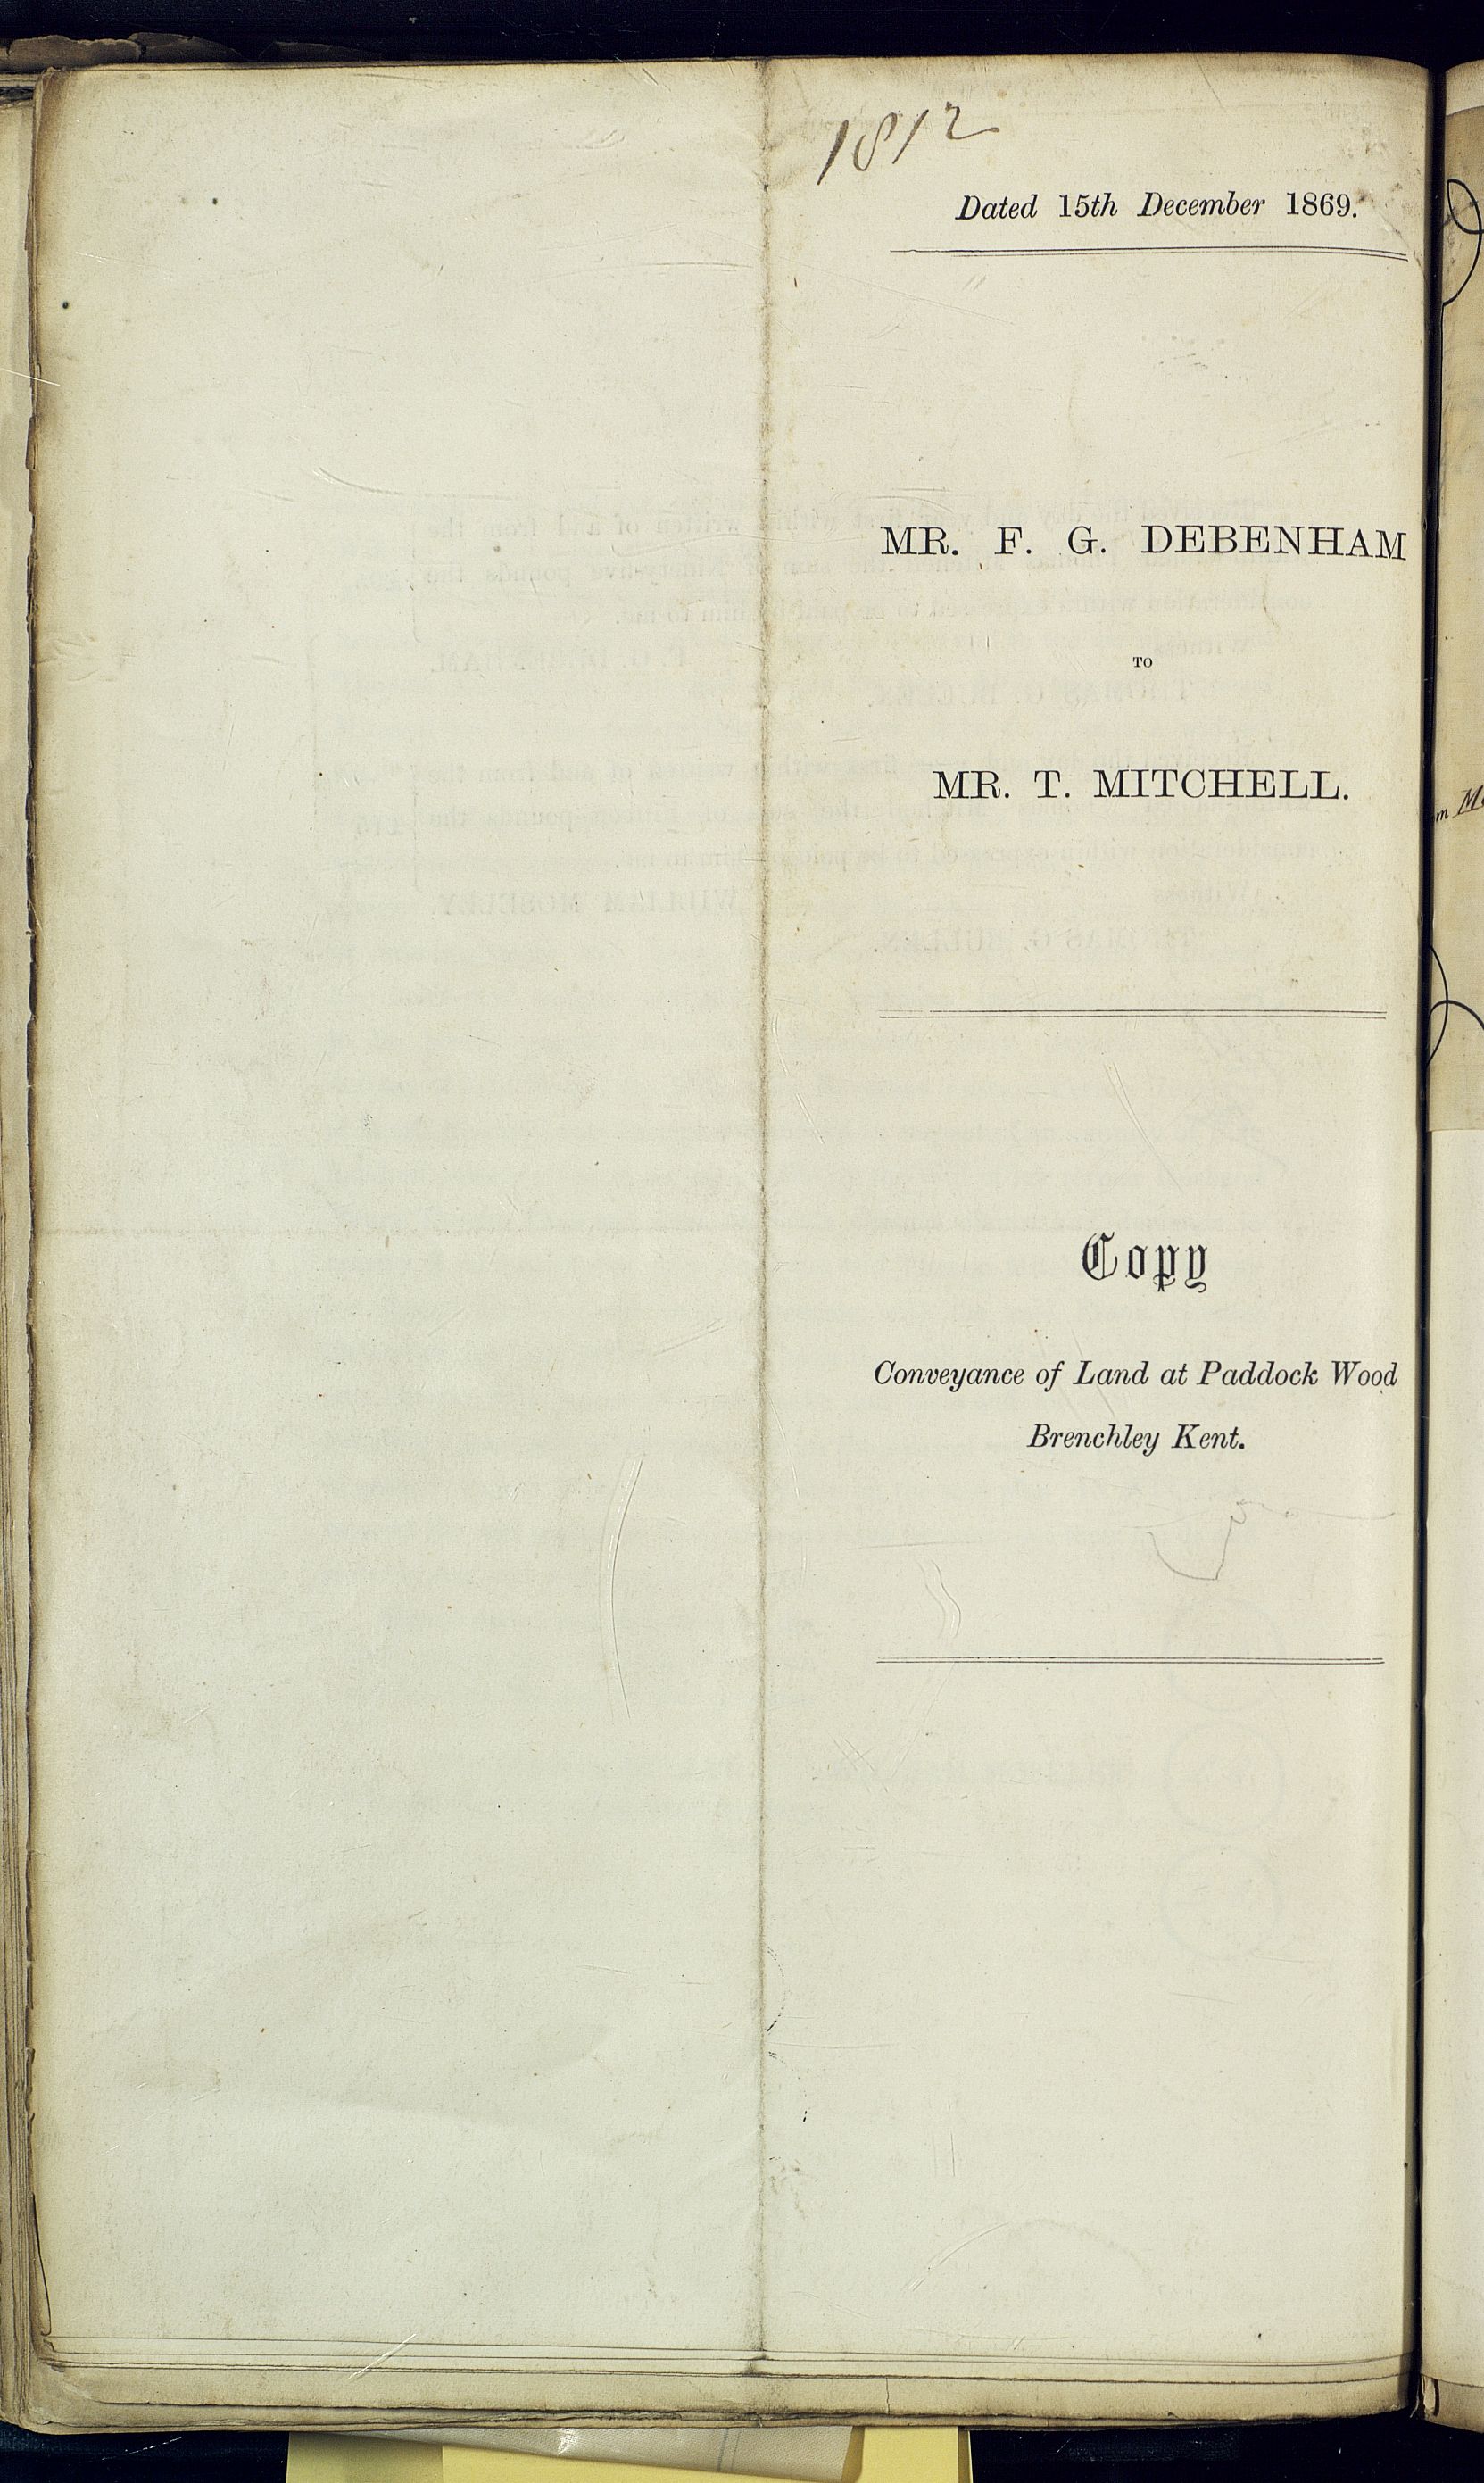 1812
Dated 15th December 1869.
MR. F. G. DEBENHAM
TO
MR. T. MITCHELL.
Copy
Conveyance of Land at Paddock Wood
Brenchley Kent.